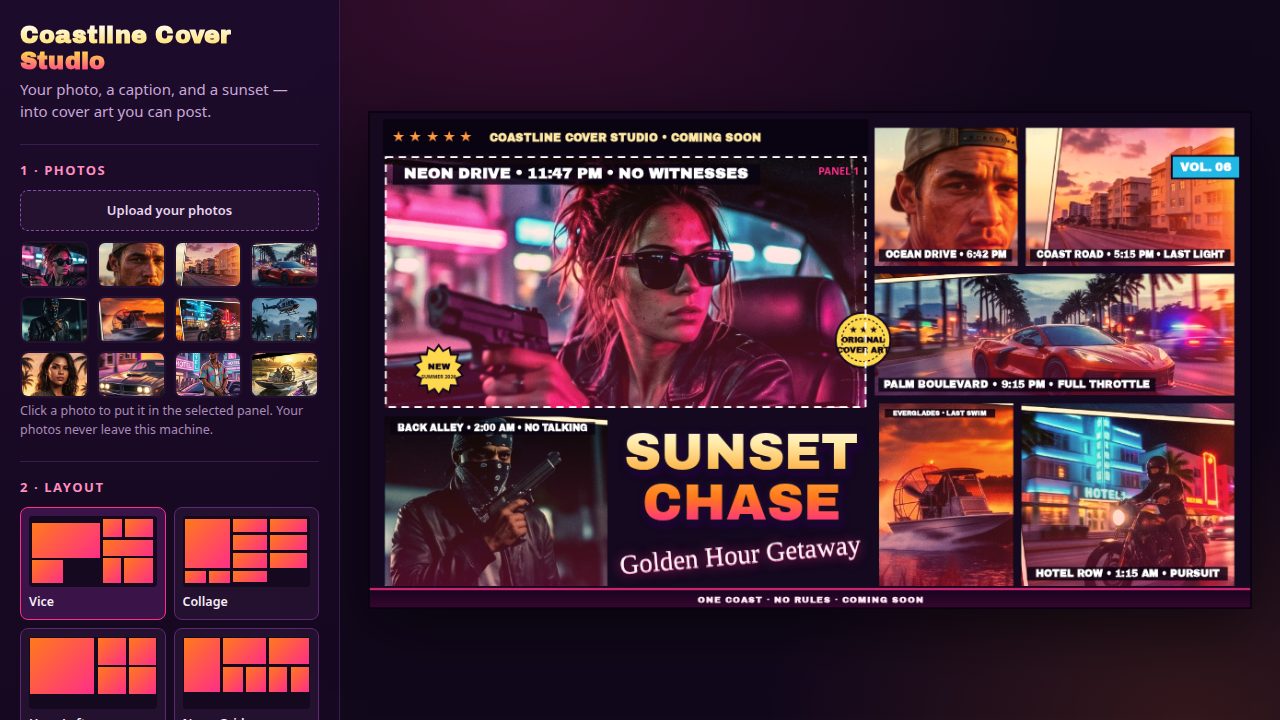 Coastline Cover
Studio
Your photo, a caption, and a sunset —
into cover art you can post.
1 · PHOTOS
Upload your photos
Click a photo to put it in the selected panel. Your
photos never leave this machine.
2 · LAYOUT
Vice
Collage
★ ★ ★ ★ ★ COASTLINE COVER STUDIO • COMING SOON
NEON DRIVE • 11:47 PM • NO WITNESSES
PANEL 1
NEW
SUMMER 2026
ORIGINAL
COVER ART
OCEAN DRIVE • 6:42 PM
VOL. 06
COAST ROAD • 5:15 PM • LAST LIGHT
PALM BOULEVARD • 9:15 PM • FULL THROTTLE
BACK ALLEY • 2:00 AM • NO TALKING
SUNSET
CHASE
Golden Hour Getaway
EVERGLADES • LAST SWIM
HOTEL
HOTEL ROW • 1:15 AM • PURSUIT
ONE COAST · NO RULES · COMING SOON